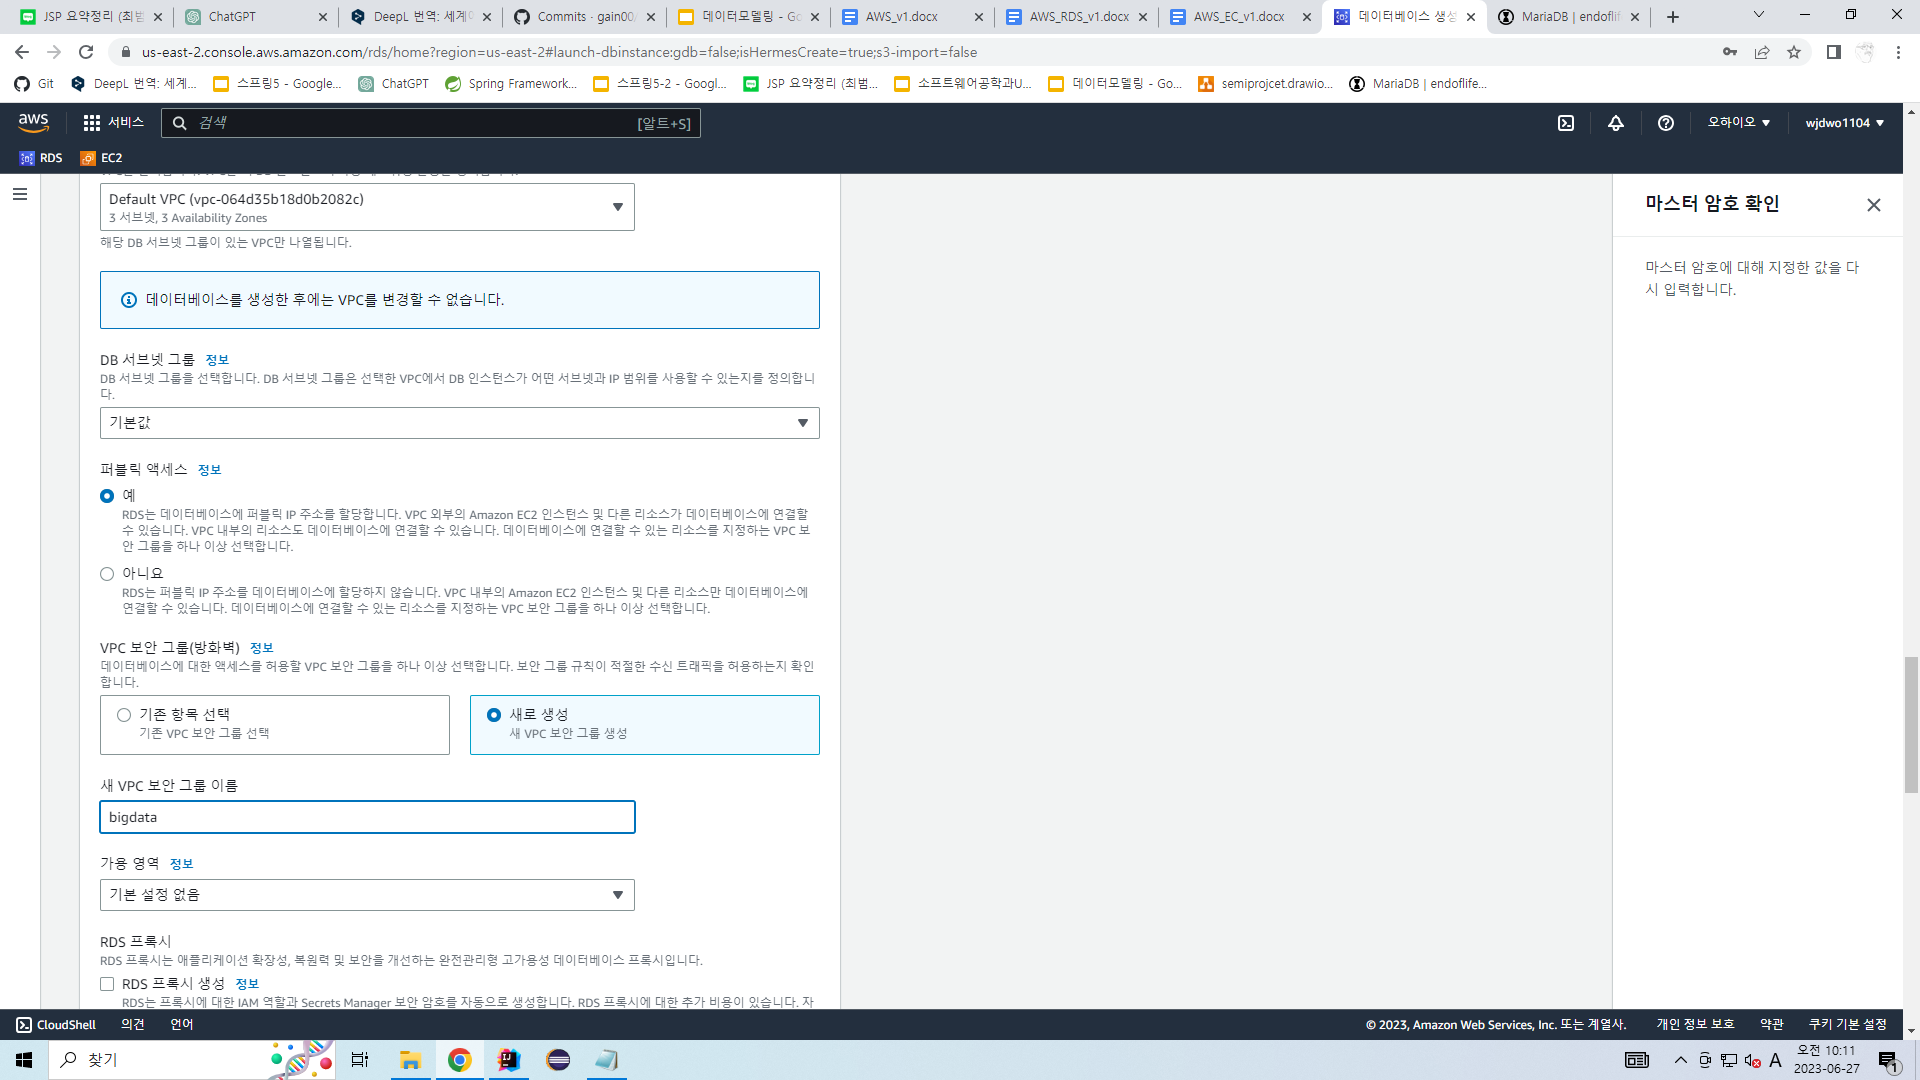 JSP 요약정리 (최범
ChatGPT
DeepL 번역: 세계에
Commits · gain00/
데이터모델링 - Go
AWS_v1.docx
AWS_RDS_v1.docx
AWS_EC_v1.docx
데이터베이스 생성
MariaDB | endoflif
us-east-2.console.aws.amazon.com/rds/home?region=us-east-2#launch-dbinstance:gdb=false;isHermesCreate=true;s3-import=false
Git
DeepL 번역: 세계...
스프링5 - Google...
ChatGPT
Spring Framework...
스프링5-2 - Googl...
JSP 요약정리 (최범...
소프트웨어공학과U...
데이터모델링 - Go...
semiprojcet.drawio...
MariaDB | endoflife...
aws
서비스
검색
[알트+S]
오하이오
wjdwo1104
RDS
EC2
Default VPC (vpc-064d35b18d0b2082c)
3 서브넷, 3 Availability Zones
해당 DB 서브넷 그룹이 있는 VPC만 나열됩니다.
데이터베이스를 생성한 후에는 VPC를 변경할 수 없습니다.
DB 서브넷 그룹 정보
DB 서브넷 그룹을 선택합니다. DB 서브넷 그룹은 선택한 VPC에서 DB 인스턴스가 어떤 서브넷과 IP 범위를 사용할 수 있는지를 정의합니
다.
기본값
퍼블릭 액세스 정보
예
RDS는 데이터베이스에 퍼블릭 IP 주소를 할당합니다. VPC 외부의 Amazon EC2 인스턴스 및 다른 리소스가 데이터베이스에 연결할
수 있습니다. VPC 내부의 리소스도 데이터베이스에 연결할 수 있습니다. 데이터베이스에 연결할 수 있는 리소스를 지정하는 VPC 보
안 그룹을 하나 이상 선택합니다.
아니요
RDS는 퍼블릭 IP 주소를 데이터베이스에 할당하지 않습니다. VPC 내부의 Amazon EC2 인스턴스 및 다른 리소스만 데이터베이스에
연결할 수 있습니다. 데이터베이스에 연결할 수 있는 리소스를 지정하는 VPC 보안 그룹을 하나 이상 선택합니다.
VPC 보안 그룹(방화벽) 정보
데이터베이스에 대한 액세스를 허용할 VPC 보안 그룹을 하나 이상 선택합니다. 보안 그룹 규칙이 적절한 수신 트래픽을 허용하는지 확인
합니다.
기존 항목 선택
기존 VPC 보안 그룹 선택
새로 생성
새 VPC 보안 그룹 생성
새 VPC 보안 그룹 이름
bigdata
가용 영역 정보
기본 설정 없음
RDS 프록시
RDS 프록시는 애플리케이션 확장성, 복원력 및 보안을 개선하는 완전관리형 고가용성 데이터베이스 프록시입니다.
RDS 프록시 생성 정보
RDS는 프록시에 대한 IAM 역할과 Secrets Manager 보안 암호를 자동으로 생성합니다. RDS 프록시에 대한 추가 비용이 있습니다. 자
마스터 암호 확인
마스터 암호에 대해 지정한 값을 다
시 입력합니다.
CloudShell
의견
언어
© 2023, Amazon Web Services, Inc. 또는 계열사.
개인 정보 보호
약관
쿠키 기본 설정
찾기
A
오전 10:11
2023-06-27
1